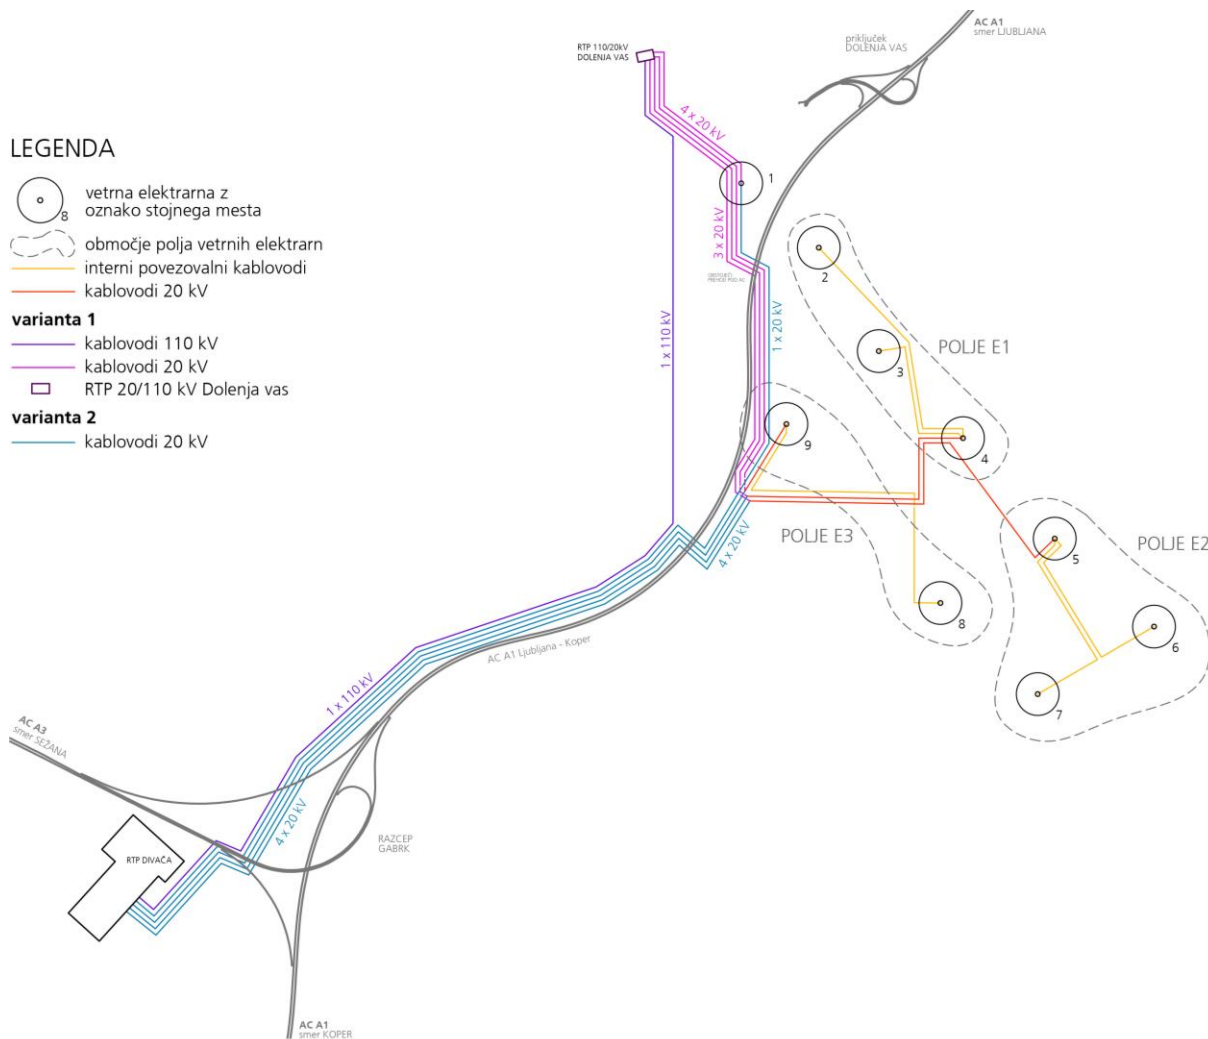 AC A1
smer LJUBLJANA
priključek
DOLENJA VAS
RTP 110/20kV
DOLENJA VAS
4 x 20 kV
LEGENDA
8
vetrna elektrarna z
oznako stojnega mesta
območje polja vetrnih elektrarn
interni povezovalni kablovodi
kablovodi 20 kV
varianta 1
kablovodi 110 kV
kablovodi 20 kV
RTP 20/110 kV Dolenja vas
varianta 2
kablovodi 20 kV
1
3 x 20 kV
PREHOD POD AC
1 x 110 kV
1 x 20 kV
2
3
POLJE E1
4
9
POLJE E3
4 x 20 kV
5
POLJE E2
6
7
8
AC A1 Ljubljana - Koper
1 x 110 kV
AC A3
smer SEŽANA
4 x 20 kV
RAZCEP
GABRK
RTP DIVAČA
AC A1
smer KOPER